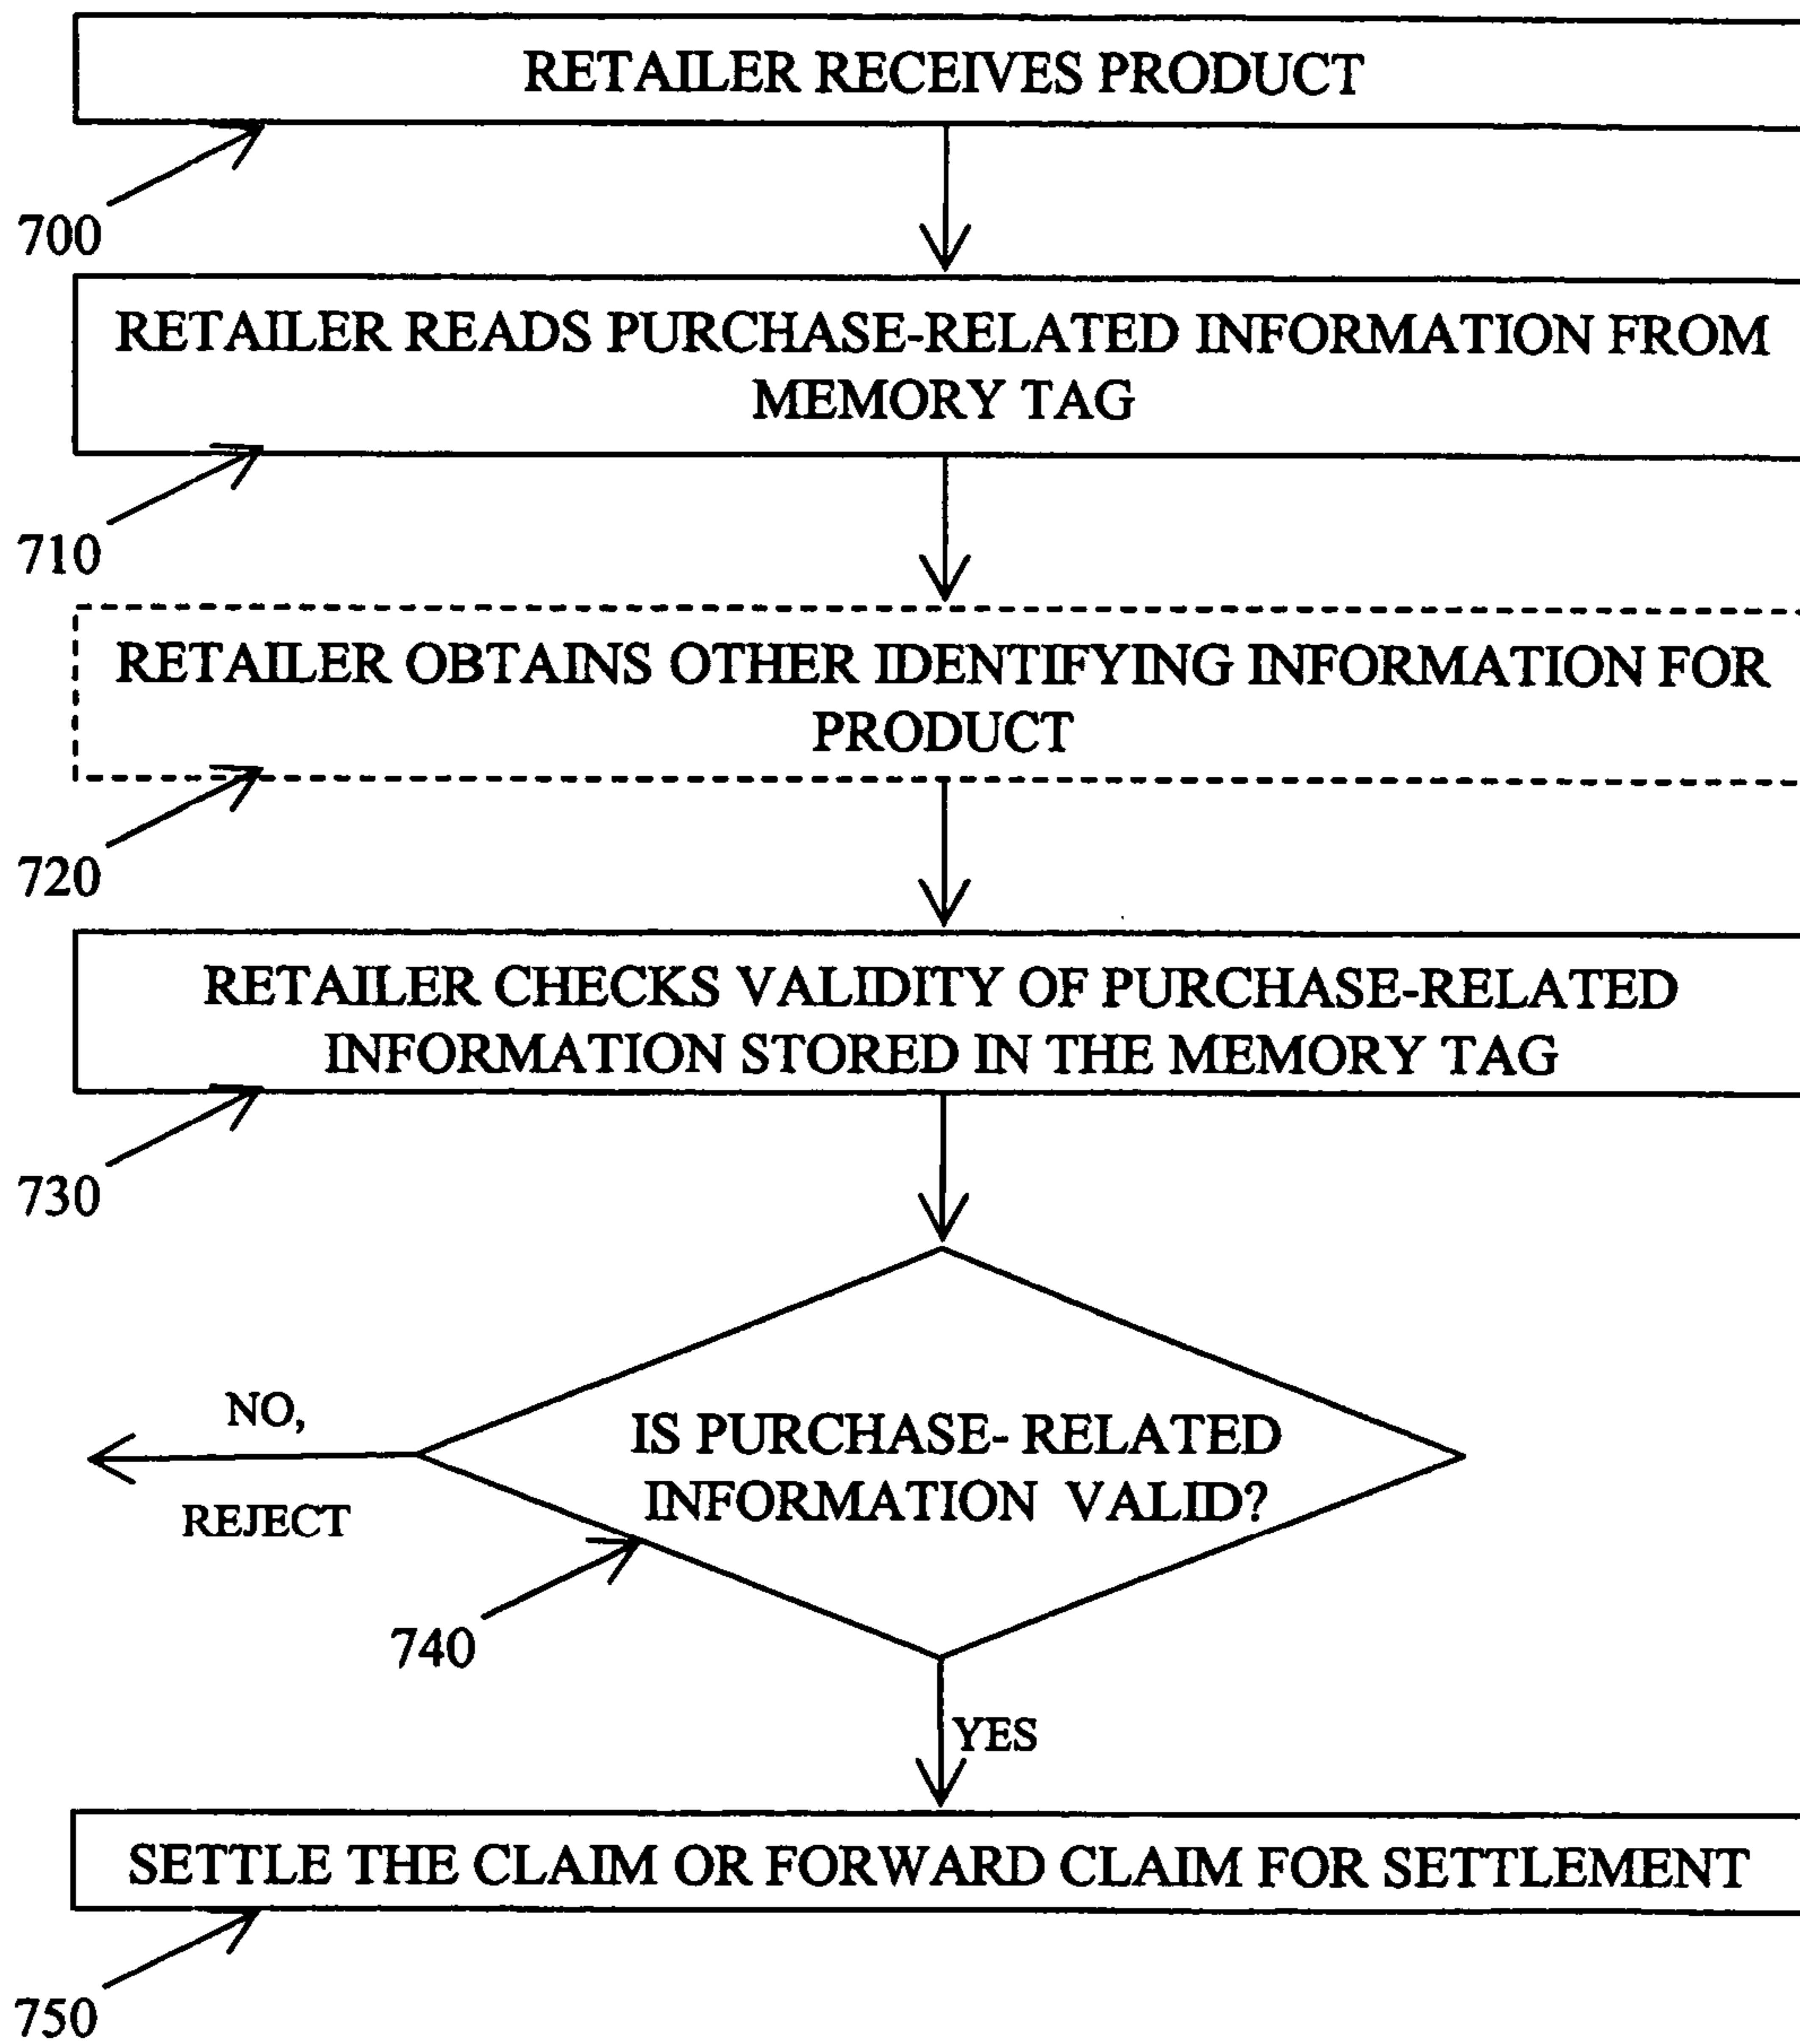 RETAILER RECEIVES PRODUCT
700
RETAILER READS PURCHASE-RELATED INFORMATION FROM
MEMORY TAG
710
RETAILER OBTAINS OTHER IDENTIFYING INFORMATION FOR
PRODUCT
720
RETAILER CHECKS VALIDITY OF PURCHASE-RELATED
INFORMATION STORED IN THE MEMORY TAG
730
NO,
REJECT
IS PURCHASE- RELATED
INFORMATION VALID?
740
YES
SETTLE THE CLAIM OR FORWARD CLAIM FOR SETTLEMENT
750